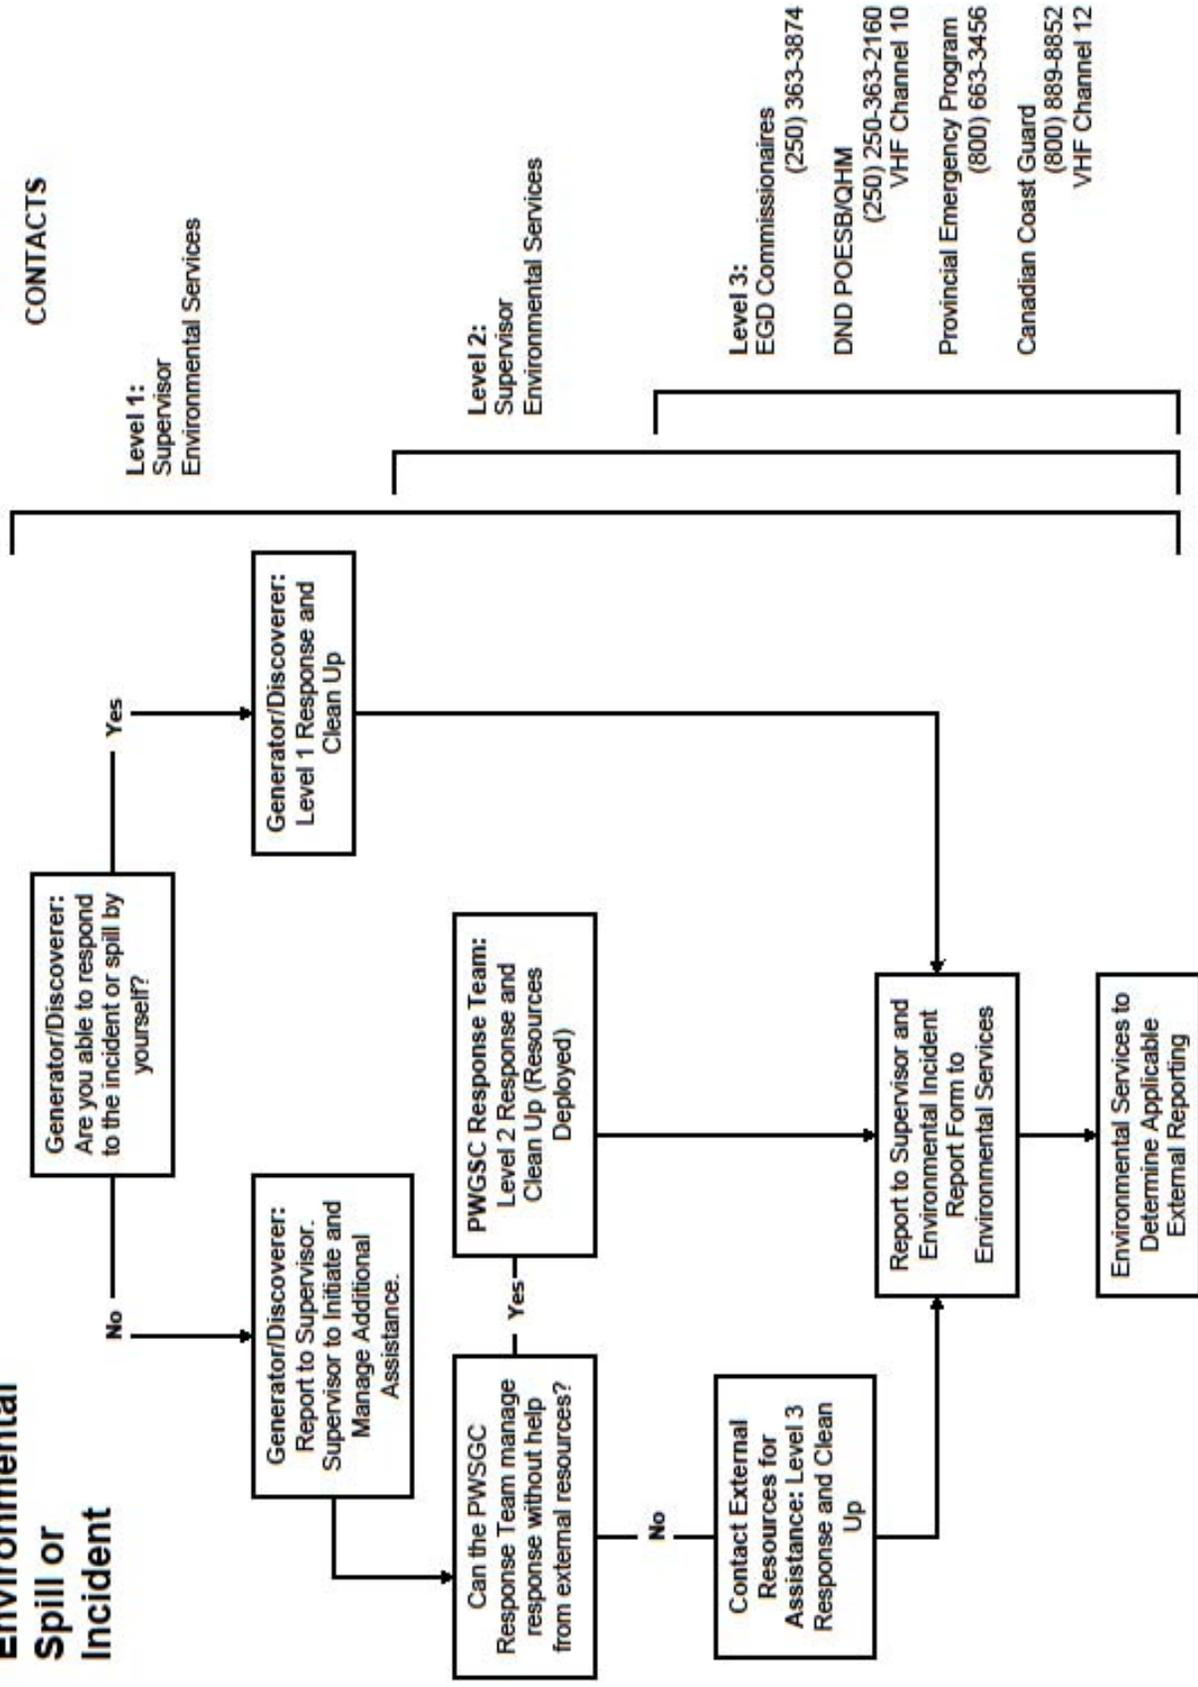 Environmental
Spill or
Incident
CONTACTS
Generator/Discoverer:
Are you able to respond
to the incident or spill by
yourself?
No
Yes
Level 1:
Supervisor
Environmental Services
Generator/Discoverer:
Report to Supervisor.
Supervisor to Initiate and
Manage Additional
Assistance.
Generator/Discoverer:
Level 1 Response and
Clean Up
Can the PWSGC
Response Team manage
response without help
from external resources?
Yes
PWGSC Response Team:
Level 2 Response and
Clean Up (Resources
Deployed)
Level 2:
Supervisor
Environmental Services
No
Contact External
Resources for
Assistance: Level 3
Response and Clean
Up
Level 3:
EGD Commissionaires
(250) 363-3874
DND POESB/QHM
(250) 250-363-2160
VHF Channel 10
Provincial Emergency Program
(800) 663-3456
Canadian Coast Guard
(800) 889-8852
VHF Channel 12
Report to Supervisor and
Environmental Incident
Report Form to
Environmental Services
Environmental Services to
Determine Applicable
External Reporting